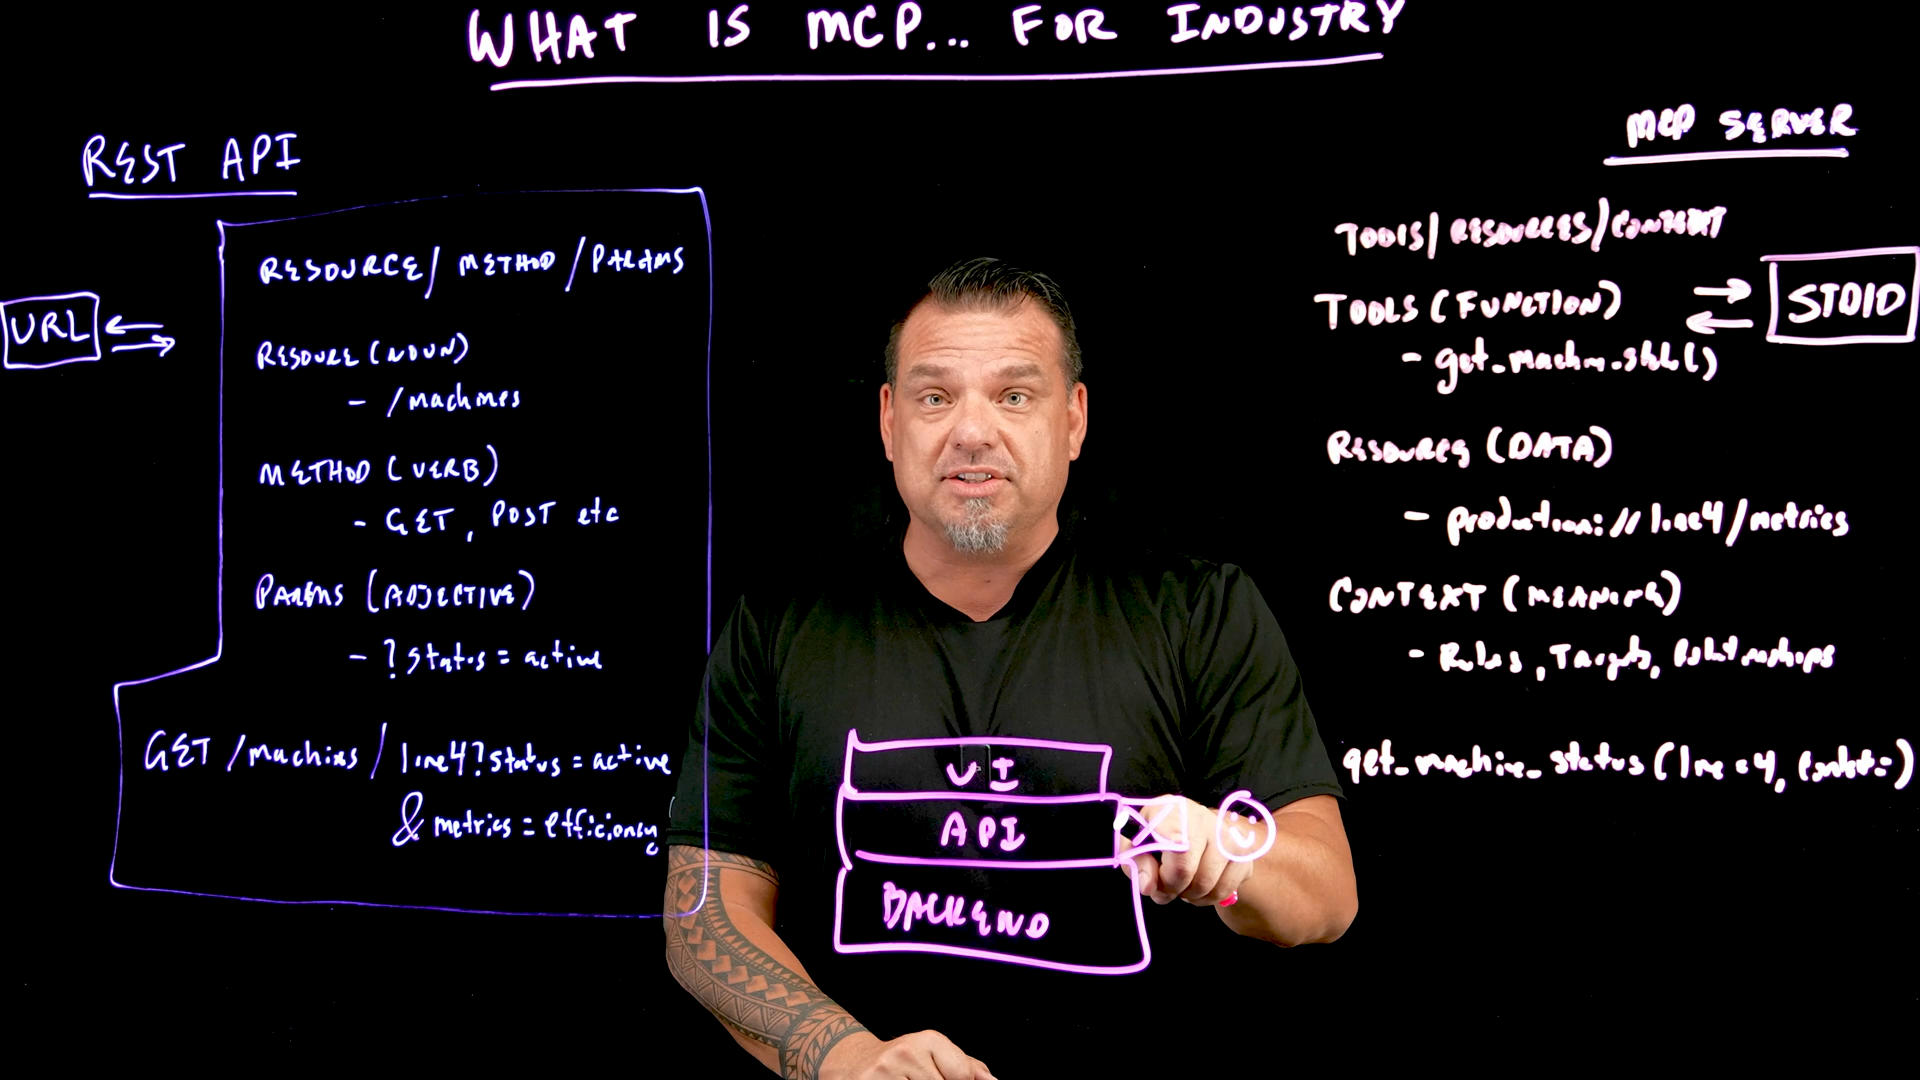 WHAT IS MCP... FOR INDUSTRY
REST API
RESOURCE / METHOD / PARAMS
URL
RESOURE (NOUN)
- /machines
METHOD (VERB)
- GET, POST etc
PARAMS (ADJECTIVE)
- ? status = active
GET /machines / line4?status = active
& metrics = efficiency
UI
API
BACKEND
MCP SERVER
TOOLS / RESOURCES / CONTEXT
TOOLS (FUNCTION)
STDIO
RESOURCES (DATA)
- production://line4/metrics
CONTEXT (MEANING)
- Rules, Targets, Relationships
get_machine_status (line=4, context=)